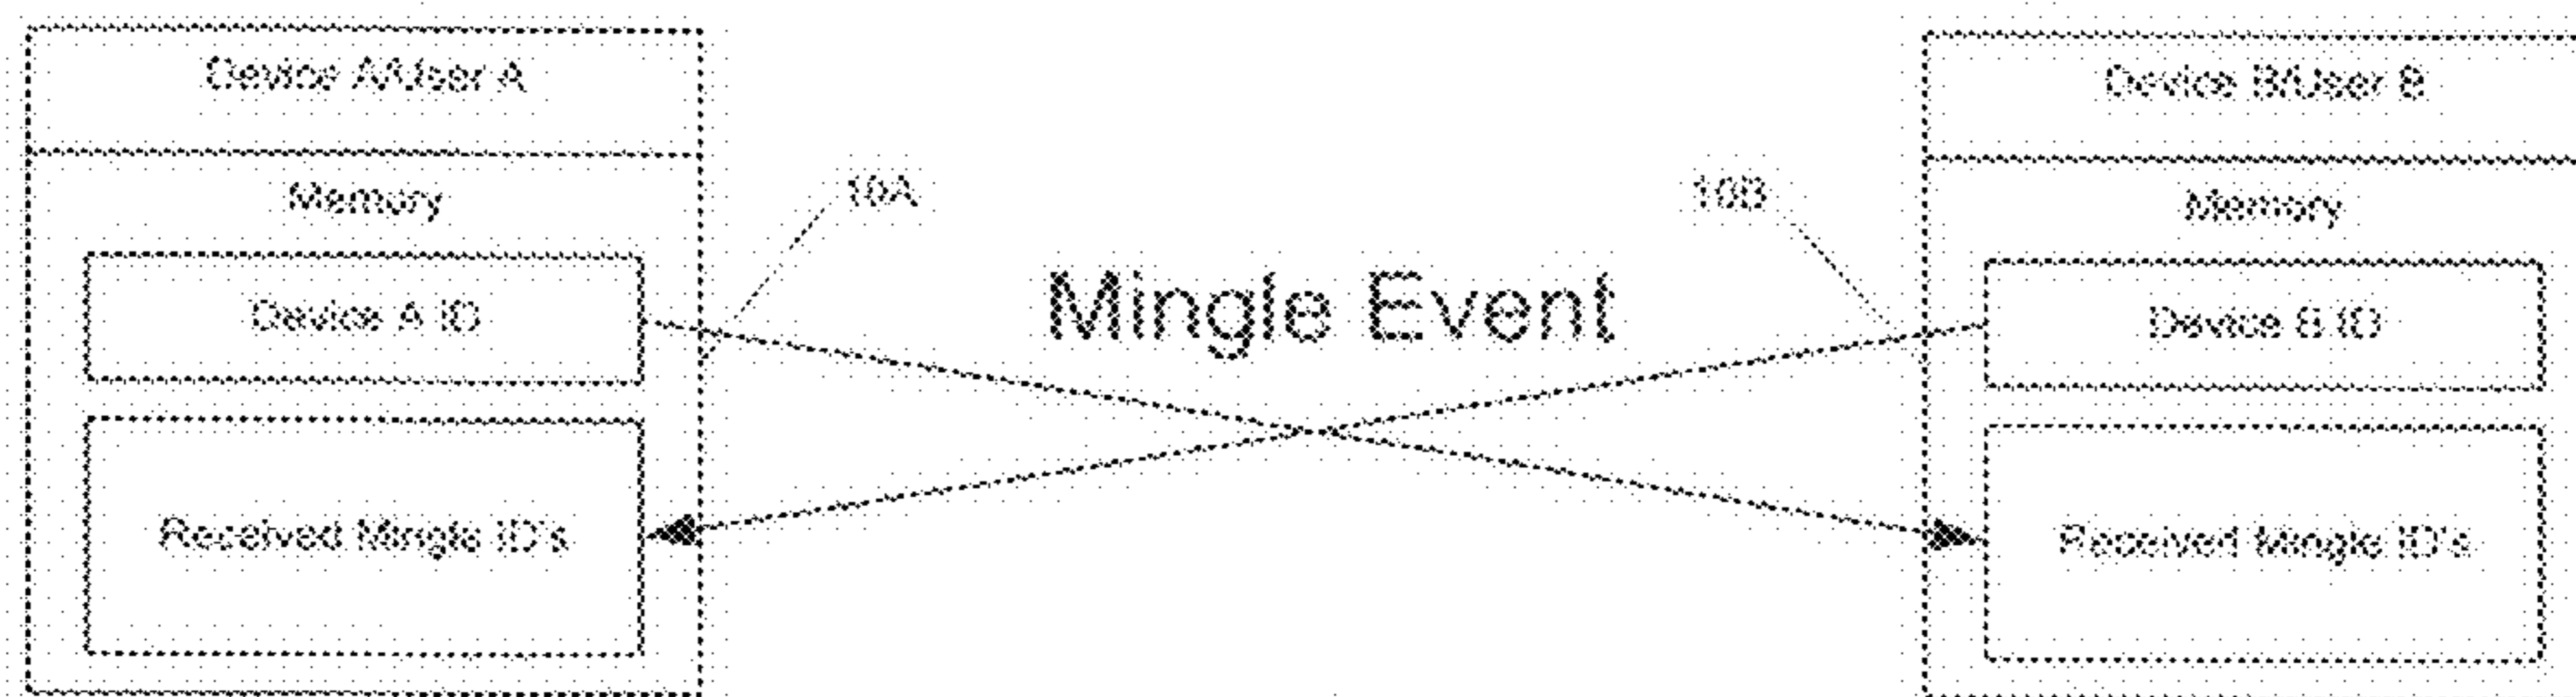 Device A/User A
Memory
Device A ID
Received Mingle ID's
10A
Mingle Event
10B
Device B/User B
Memory
Device B ID
Received Mingle ID's